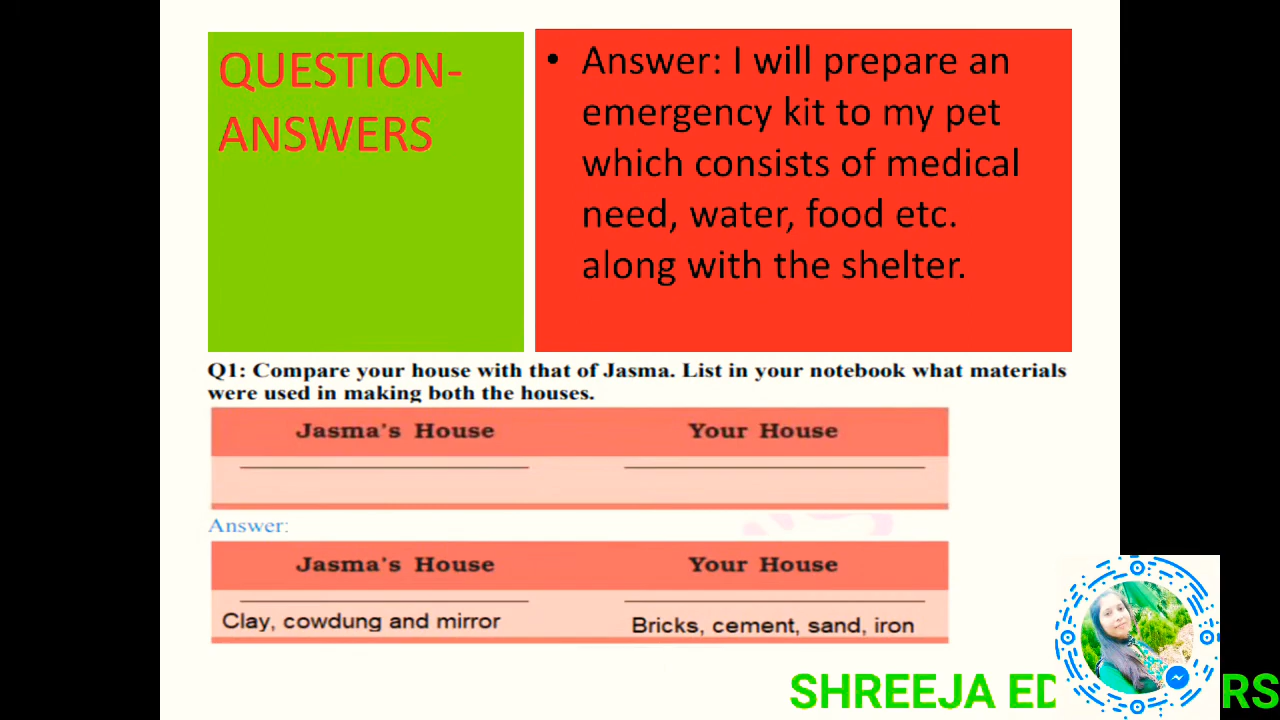 QUESTION-
ANSWERS
• Answer: I will prepare an
emergency kit to my pet
which consists of medical
need, water, food etc.
along with the shelter.
Q1: Compare your house with that of Jasma. List in your notebook what materials
were used in making both the houses.
Jasma's House Your House
Answer:
Jasma's House Your House
Clay, cowdung and mirror Bricks, cement, sand, iron
SHREEJA